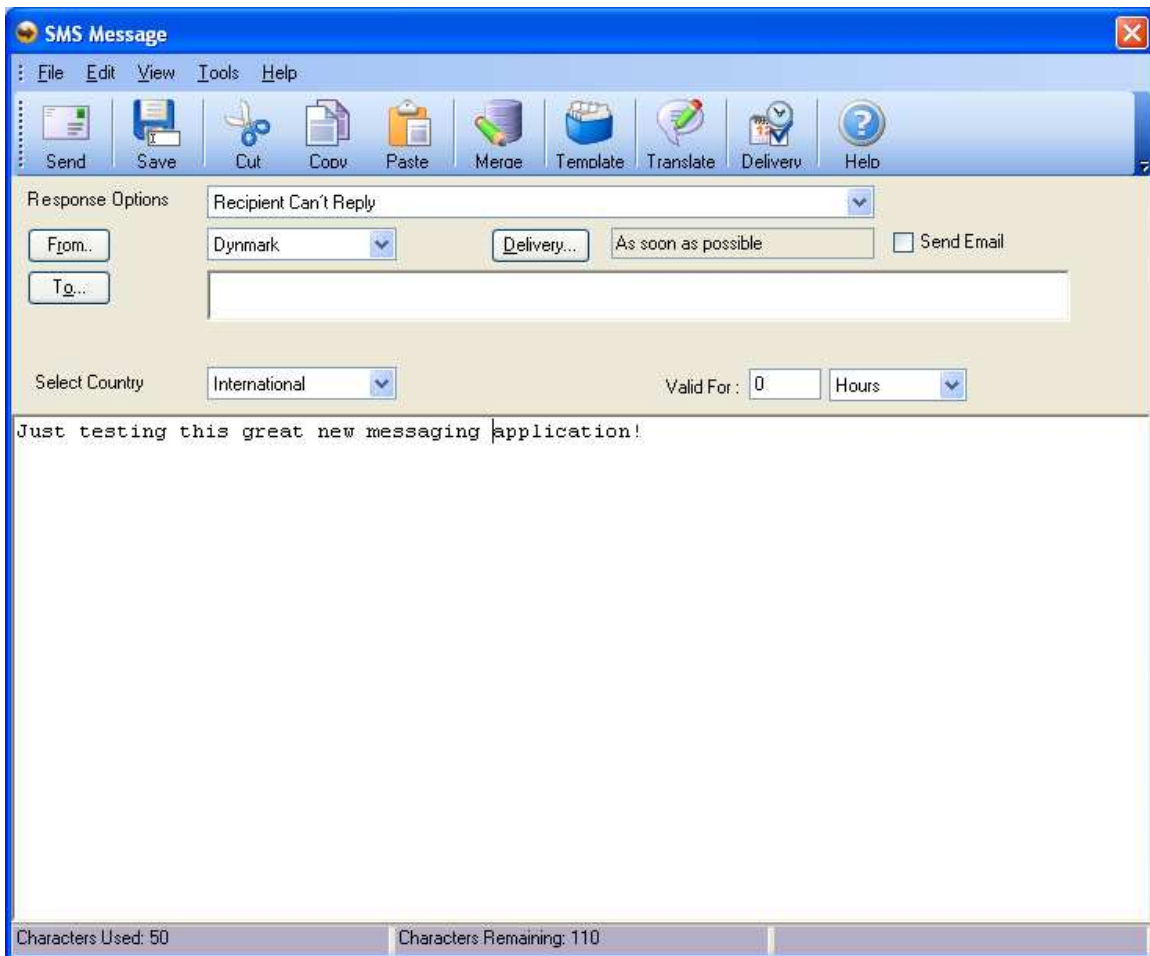 SMS Message
File Edit View Tools Help
Send Save Cut Copy Paste Merge Template Translate Delivery Help
Response Options Recipient Can't Reply
From.. Dynmark Delivery... As soon as possible Send Email
To...
Select Country International Valid For : 0 Hours
Just testing this great new messaging application!
Characters Used: 50 Characters Remaining: 110